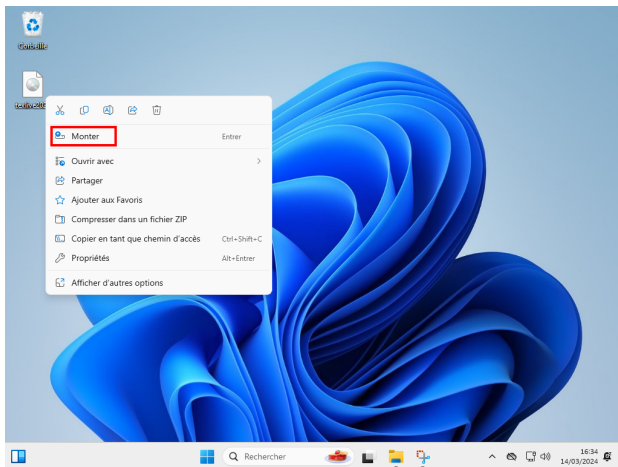 Corbeille
Monter
Entrer
Ouvrir avec
Partager
Ajouter aux Favoris
Compresser dans un fichier ZIP
Copier en tant que chemin d'accès
Ctrl+Shift+C
Propriétés
Alt+Entrer
Afficher d'autres options
Rechercher
16:34
14/03/2024